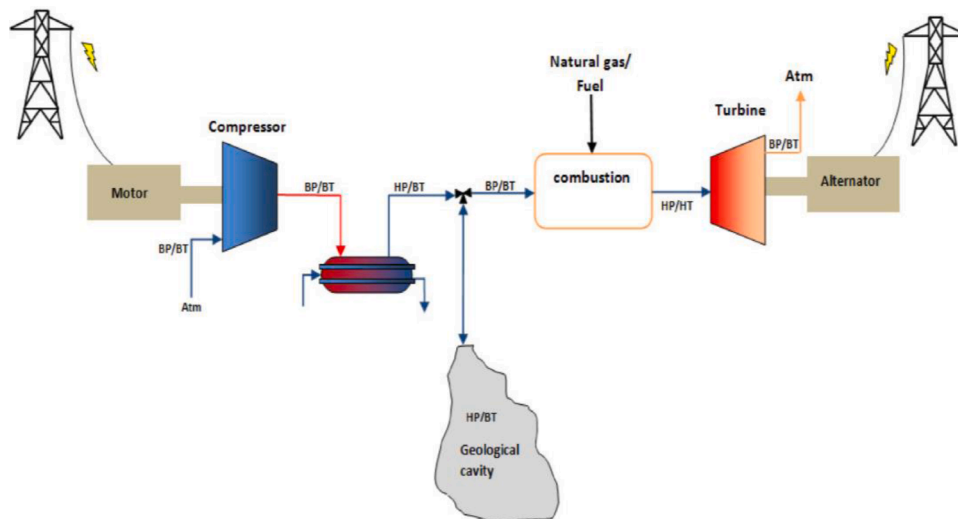 Natural gas/
Fuel
Atm
Compressor
Turbine
BP/BT
Motor
BP/BT
HP/BT
BP/BT
combustion
HP/HT
Alternator
BP/BT
Atm
HP/BT
Geological
cavity